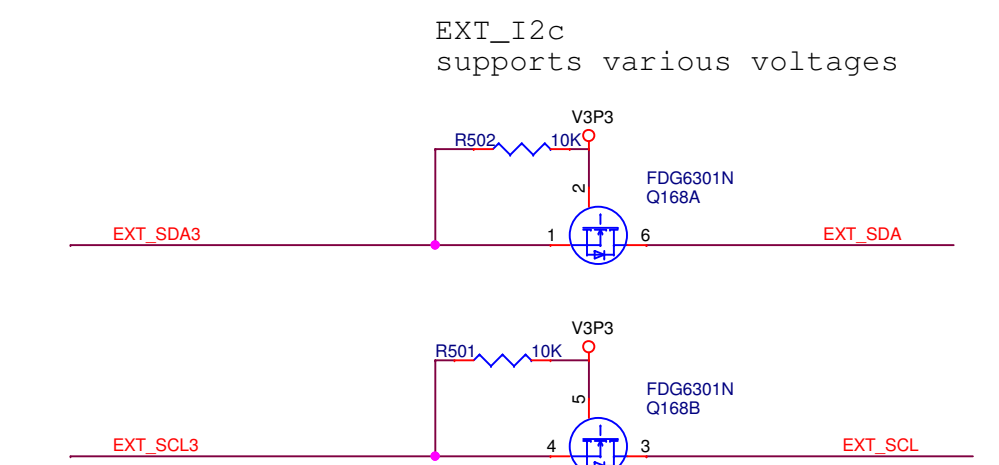 EXT_I2c
supports various voltages
V3P3
R502 10K
2
FDG6301N
Q168A
EXT_SDA3 1 6 EXT_SDA
V3P3
R501 10K
5
FDG6301N
Q168B
EXT_SCL3 4 3 EXT_SCL